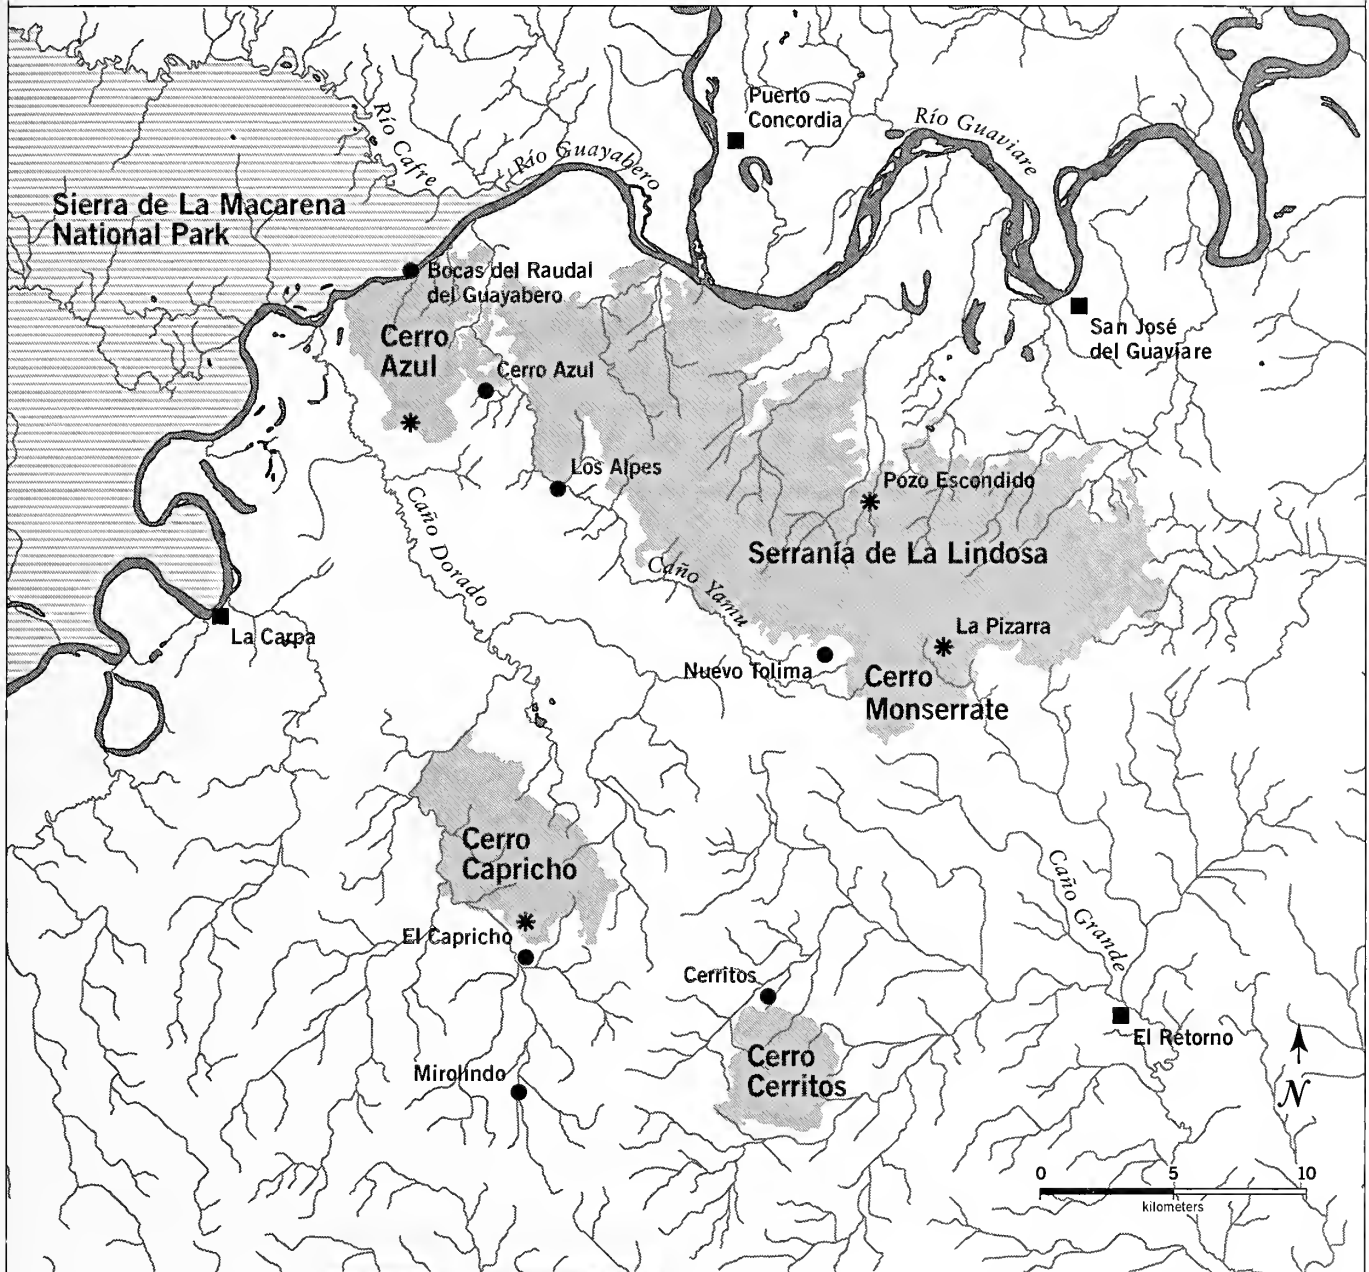 Puerto
Concordia
Río Guaviare
Río Cafre
Río Guayabero
Sierra de La Macarena
National Park
Bocas del Raudal
del Guayabero
San José
del Guaviare
Cerro
Azul
Cerro Azul
Los Alpes
Pozo Escondido
Caño Dorado
Serranía de La Lindosa
Caño Yamu
La Carpa
La Pizarra
Nuevo Tolima
Cerro
Monserrate
Cerro
Capricho
Caño Grande
El Capricho
Cerritos
El Retorno
Cerro
Cerritos
Mirolindo
N
0 5 10
kilometers